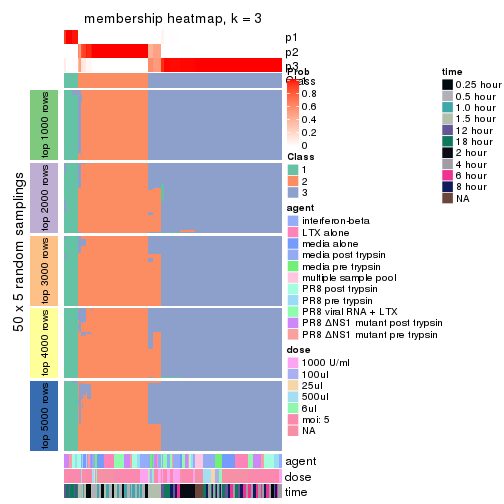 membership heatmap, k = 3
p1
p2
p3
Class
50 x 5 random samplings
top 1000 rows
top 2000 rows
top 3000 rows
top 4000 rows
top 5000 rows
agent
dose
time
Prob
1
0.8
0.6
0.4
0.2
0
Class
1
2
3
agent
interferon-beta
LTX alone
media alone
media post trypsin
media pre trypsin
multiple sample pool
PR8 post trypsin
PR8 pre trypsin
PR8 viral RNA + LTX
PR8 ΔNS1 mutant post trypsin
PR8 ΔNS1 mutant pre trypsin
dose
1000 U/ml
100ul
25ul
500ul
6ul
moi: 5
NA
time
0.25 hour
0.5 hour
1.0 hour
1.5 hour
12 hour
18 hour
2 hour
4 hour
6 hour
8 hour
NA